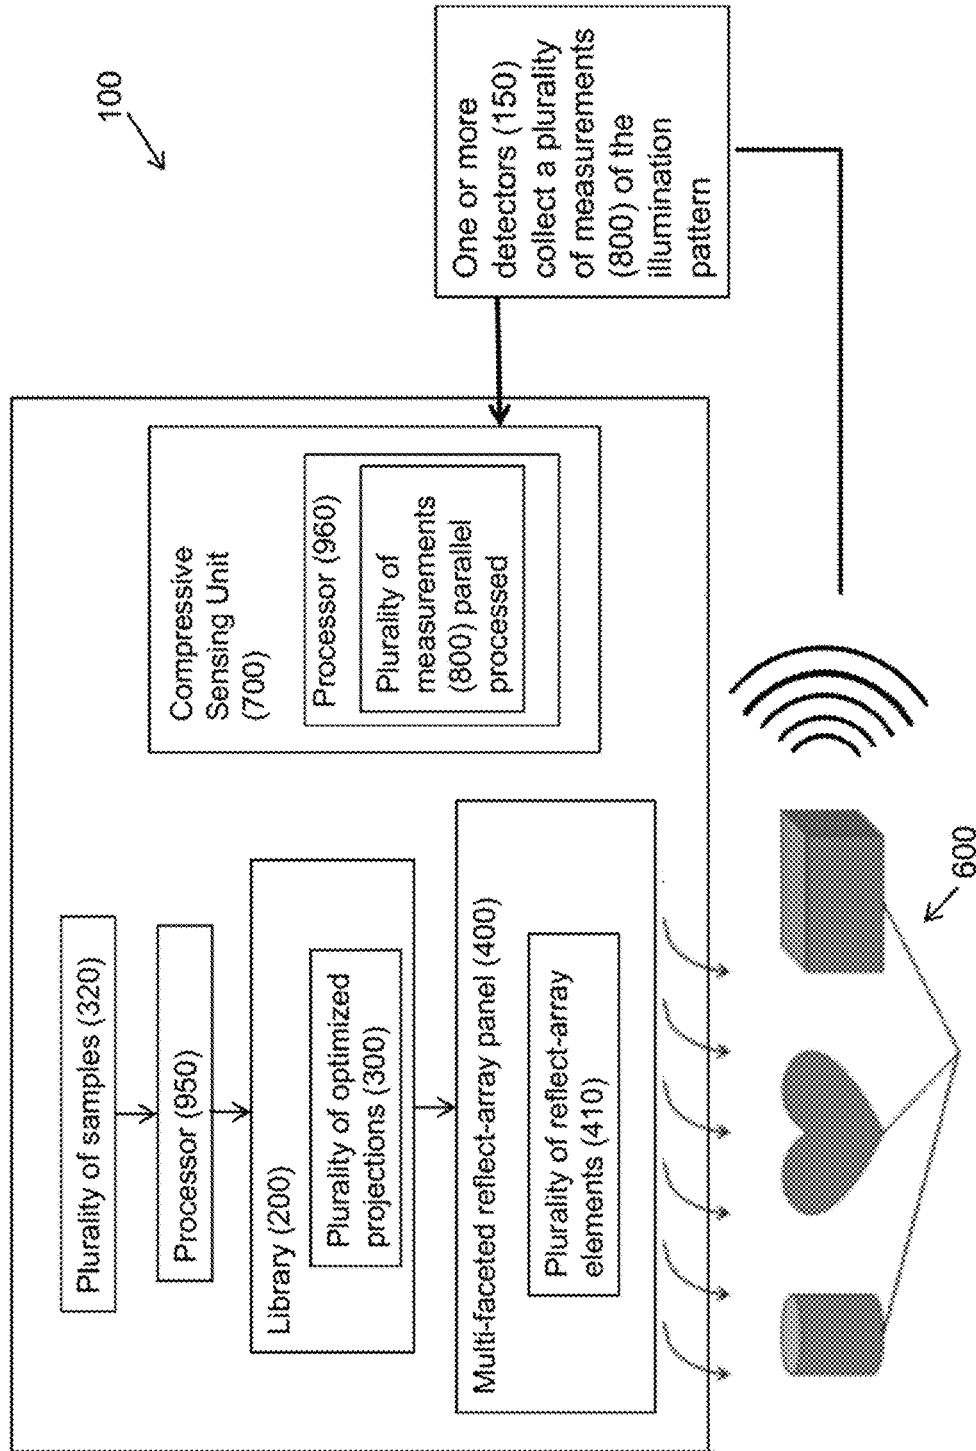 100
Plurality of samples (320)
Processor (950)
Library (200)
Plurality of optimized
projections (300)
Multi-faceted reflect-array panel (400)
Plurality of reflect-array
elements (410)
Compressive
Sensing Unit
(700)
Processor (960)
Plurality of
measurements
(800) parallel
processed
One or more
detectors (150)
collect a plurality
of measurements
(800) of the
illumination
pattern
600